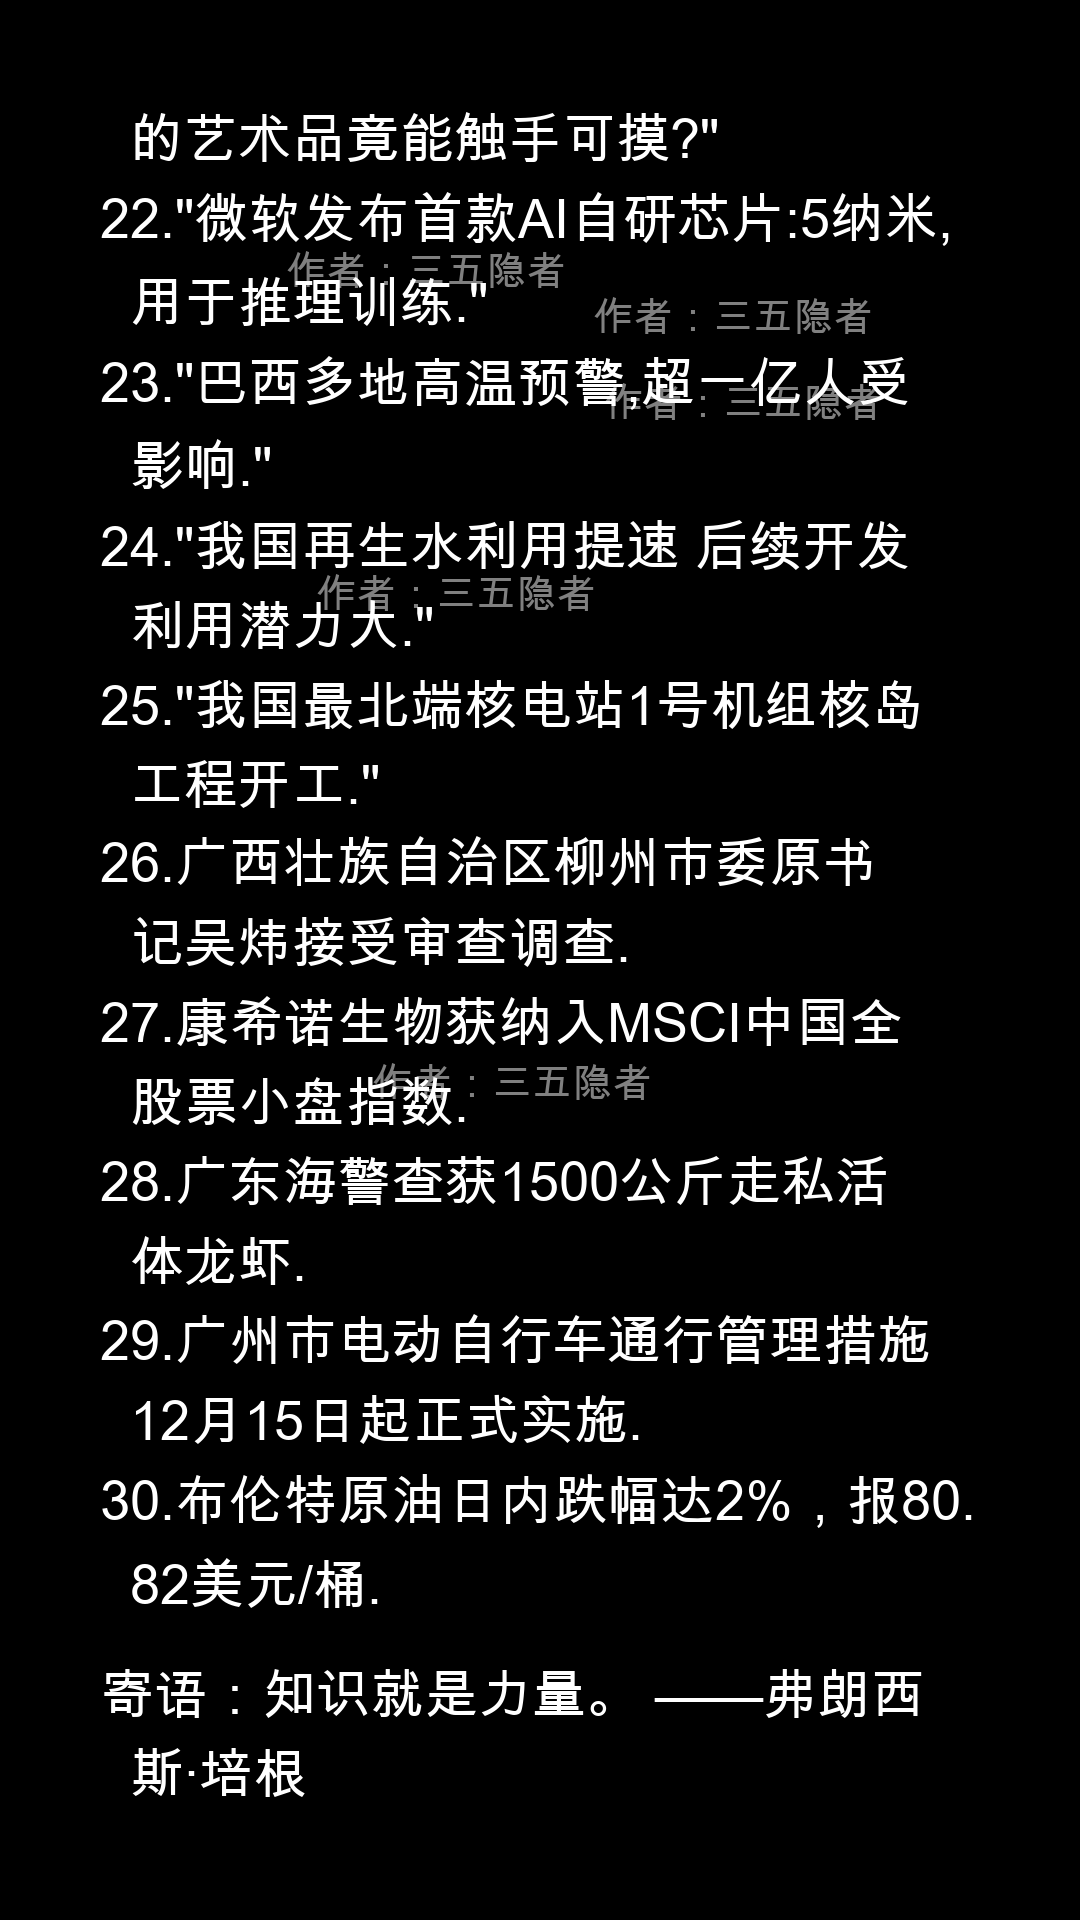 的艺术品竟能触手可摸?"
22."微软发布首款AI自研芯片:5纳米,
作者：三五隐者
用于推理训练."
作者：三五隐者
23."巴西多地高温预警,超一亿人受
作者：三五隐者
影响."
24."我国再生水利用提速 后续开发
作者：三五隐者
利用潜力大."
25."我国最北端核电站1号机组核岛
工程开工."
26.广西壮族自治区柳州市委原书
记吴炜接受审查调查.
27.康希诺生物获纳入MSCI中国全
作者：三五隐者
股票小盘指数.
28.广东海警查获1500公斤走私活
体龙虾.
29.广州市电动自行车通行管理措施
12月15日起正式实施.
30.布伦特原油日内跌幅达2%，报80.
82美元/桶.
寄语：知识就是力量。 ——弗朗西
斯·培根